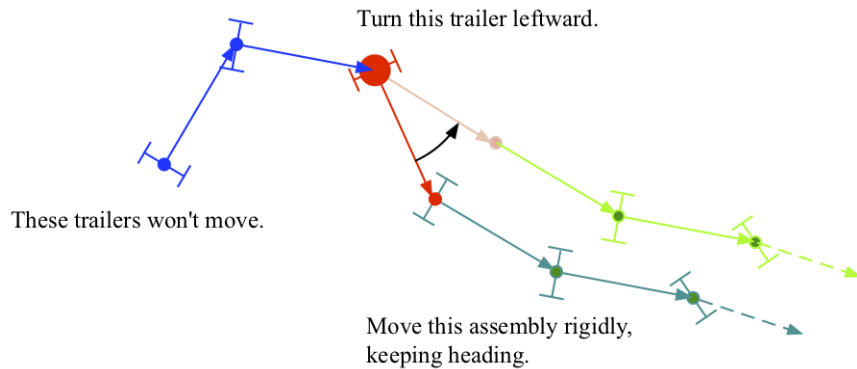 Turn this trailer leftward.
These trailers won't move.
Move this assembly rigidly,
keeping heading.